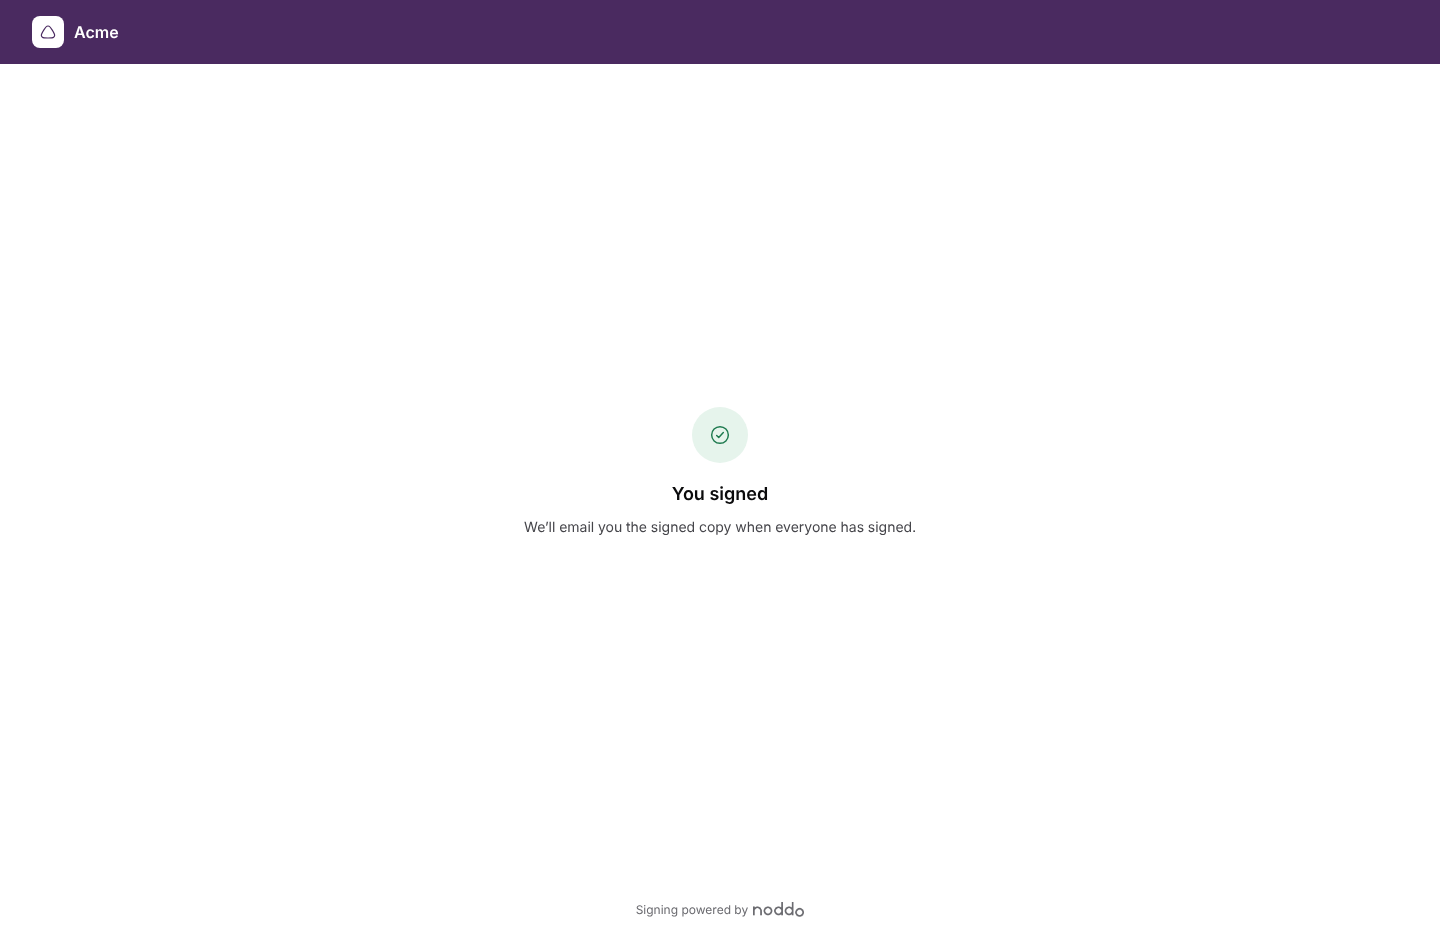 Acme
You signed
We’ll email you the signed copy when everyone has signed.
Signing powered by noddo